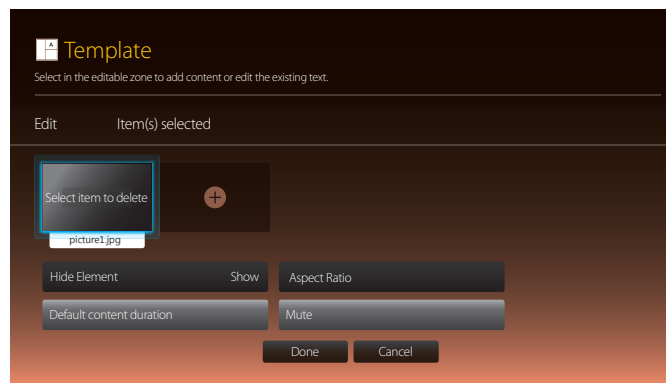 A
Template
Select in the editable zone to add content or edit the existing text.
Edit Item(s) selected
Select item to delete
picture1.jpg
Hide Element Show Aspect Ratio
Default content duration Mute
Done Cancel